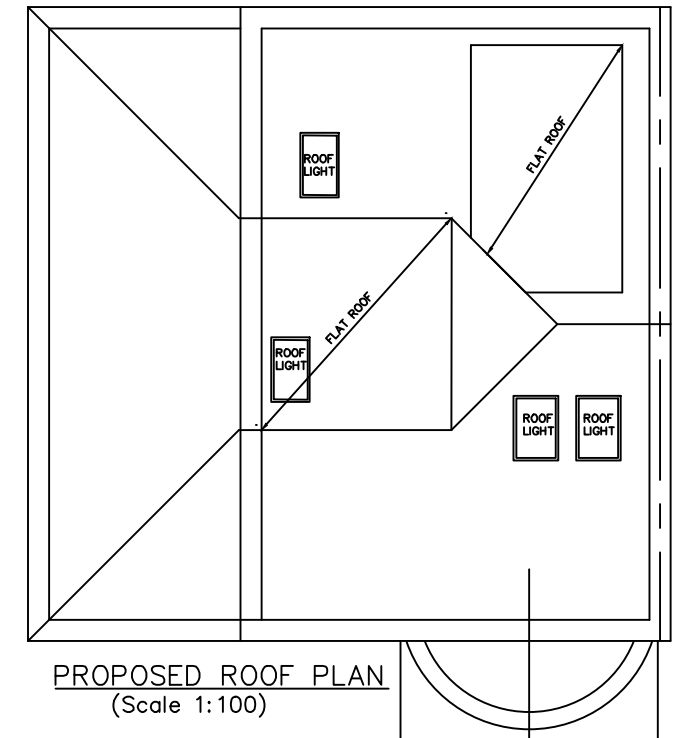 FLAT ROOF
ROOF
LIGHT
FLAT ROOF
ROOF
LIGHT
ROOF
LIGHT
ROOF
LIGHT
PROPOSED ROOF PLAN
(Scale 1:100)